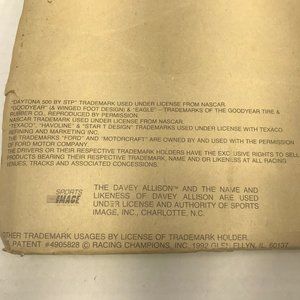 "DAYTONA 500 BY STP" TRADEMARK USED UNDER LICENSE FROM NASCAR.
"GOODYEAR" (& WINGED FOOT DESIGN) & "EAGLE" – TRADEMARKS OF THE GOODYEAR TIRE &
RUBBER CO., REPRODUCED BY PERMISSION.
NASCAR TRADEMARK USED UNDER LICENSE FROM NASCAR.
"TEXACO", "HAVOLINE" & "STAR T DESIGN" TRADEMARKS USED UNDER LICENSE WITH TEXACO
REFINING AND MARKETING INC.
THE TRADEMARKS "FORD" AND "MOTORCRAFT" ARE OWNED BY AND USED WITH THE PERMISSION
OF FORD MOTOR COMPANY.
THE DRIVERS OR THEIR RESPECTIVE TRADEMARK HOLDERS HAVE THE EXCLUSIVE RIGHTS TO SELL
PRODUCTS BEARING THEIR RESPECTIVE TRADEMARK, NAME AND OR LIKENESS AT ALL RACING
VENUES, TRACKS AND ASSOCIATED CONCESSIONS.
SPORTS
IMAGE
THE DAVEY ALLISON™ AND THE NAME AND
LIKENESS OF DAVEY ALLISON ARE USED
UNDER LICENSE AND AUTHORITY OF SPORTS
IMAGE, INC., CHARLOTTE, N.C.
OTHER TRADEMARK USAGES BY LICENSE OF TRADEMARK HOLDER.
PATENT #4905828 © RACING CHAMPIONS, INC. 1992 GLEN ELLYN, IL 60137